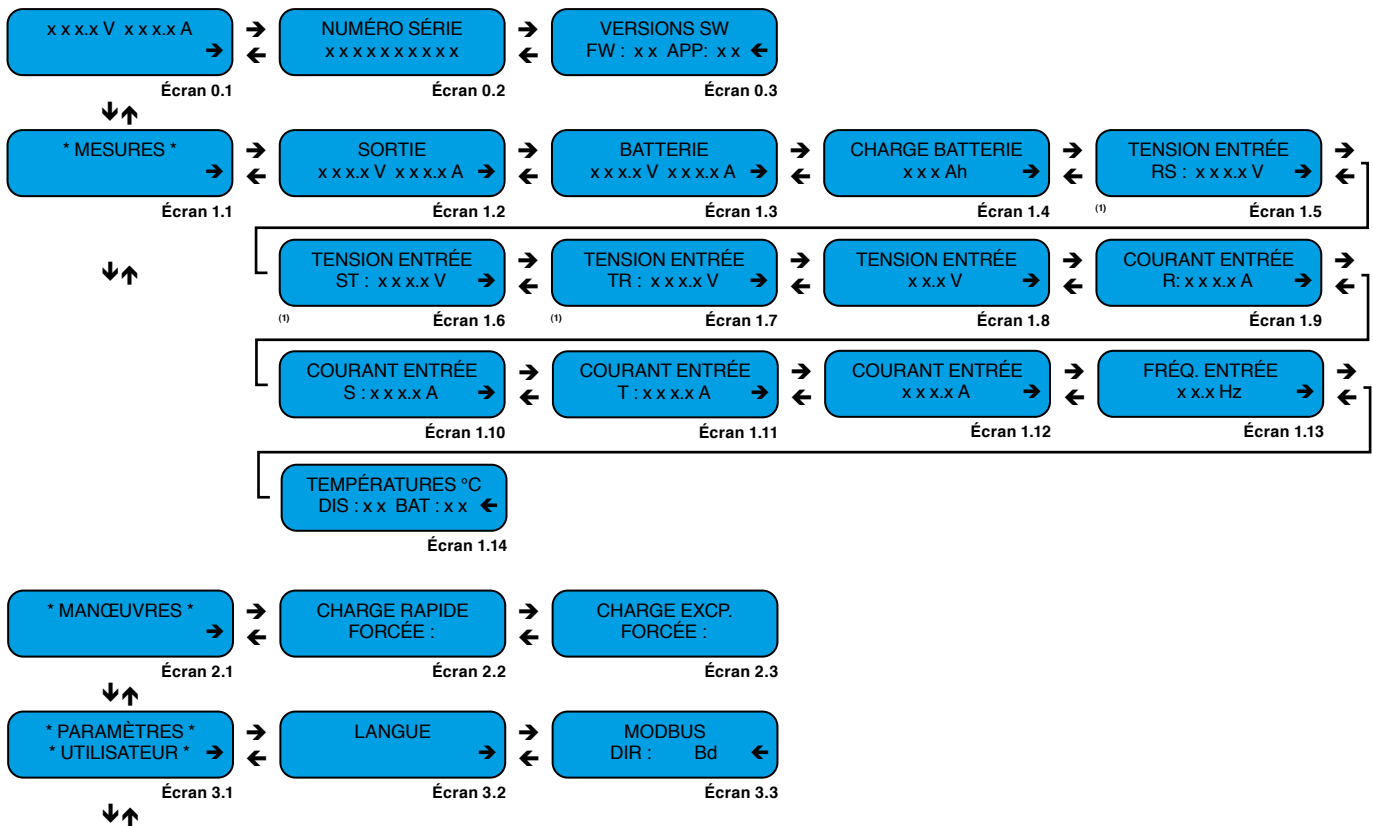 x x x.x V x x x.x A
➔
Écran 0.1
NUMÉRO SÉRIE
x x x x x x x x x x
Écran 0.2
VERSIONS SW
FW : x x APP: x x
Écran 0.3
* MESURES *
Écran 1.1
SORTIE
x x x.x V x x x.x A
Écran 1.2
BATTERIE
x x x.x V x x x.x A
Écran 1.3
CHARGE BATTERIE
x x x Ah
Écran 1.4
TENSION ENTRÉE
RS : x x x.x V
(1) Écran 1.5
TENSION ENTRÉE
ST : x x x.x V
(1) Écran 1.6
TENSION ENTRÉE
TR : x x x.x V
(1) Écran 1.7
TENSION ENTRÉE
x x.x V
Écran 1.8
COURANT ENTRÉE
R: x x x.x A
Écran 1.9
COURANT ENTRÉE
S : x x x.x A
Écran 1.10
COURANT ENTRÉE
T : x x x.x A
Écran 1.11
COURANT ENTRÉE
x x x.x A
Écran 1.12
FRÉQ. ENTRÉE
x x.x Hz
Écran 1.13
TEMPÉRATURES °C
DIS : x x BAT : x x
Écran 1.14
* MANŒUVRES *
Écran 2.1
CHARGE RAPIDE
FORCÉE :
Écran 2.2
CHARGE EXCP.
FORCÉE :
Écran 2.3
* PARAMÈTRES *
* UTILISATEUR *
Écran 3.1
LANGUE
Écran 3.2
MODBUS
DIR : Bd
Écran 3.3